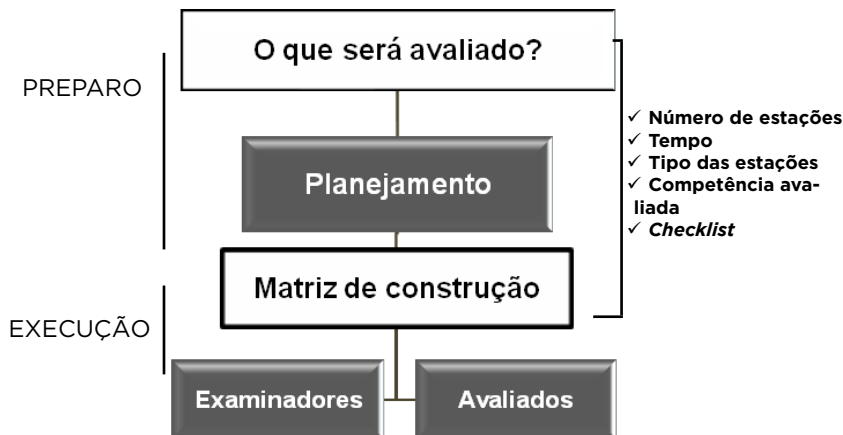 O que será avaliado?
PREPARO
Planejamento
✓ Número de estações
✓ Tempo
✓ Tipo das estações
✓ Competência ava-
liada
✓ Checklist
Matriz de construção
EXECUÇÃO
Examinadores
Avaliados